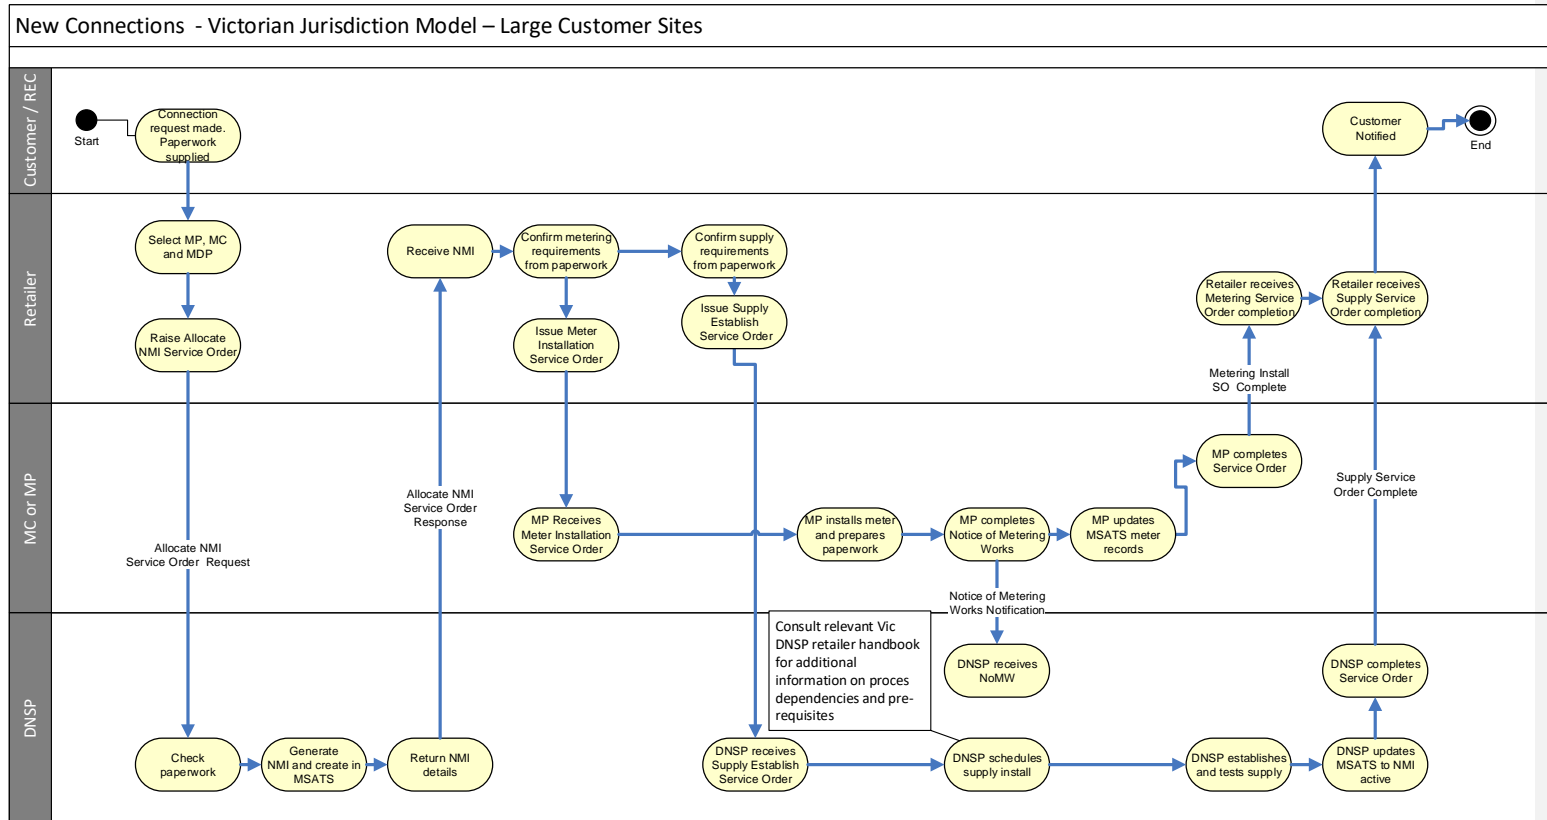 New Connections - Victorian Jurisdiction Model – Large Customer Sites
Customer / REC
Start
Connection
request made.
Paperwork
supplied
Customer
Notified
End
Retailer
Select MP, MC
and MDP
Raise Allocate
NMI Service Order
Receive NMI
Confirm metering
requirements
from paperwork
Issue Meter
Installation
Service Order
Confirm supply
requirements
from paperwork
Issue Supply
Establish
Service Order
Retailer receives
Metering Service
Order completion
Retailer receives
Supply Service
Order completion
Metering Install
SO Complete
MC or MP
Allocate NMI
Service Order Request
Allocate NMI
Service Order
Response
MP Receives
Meter Installation
Service Order
MP installs meter
and prepares
paperwork
MP completes
Notice of Metering
Works
MP updates
MSATS meter
records
MP completes
Service Order
Supply Service
Order Complete
Notice of Metering
Works Notification
DNSP
Consult relevant Vic
DNSP retailer handbook
for additional
information on proces
dependencies and pre-
requisites
DNSP receives
NoMW
DNSP completes
Service Order
Check
paperwork
Generate
NMI and create in
MSATS
Return NMI
details
DNSP receives
Supply Establish
Service Order
DNSP schedules
supply install
DNSP establishes
and tests supply
DNSP updates
MSATS to NMI
active